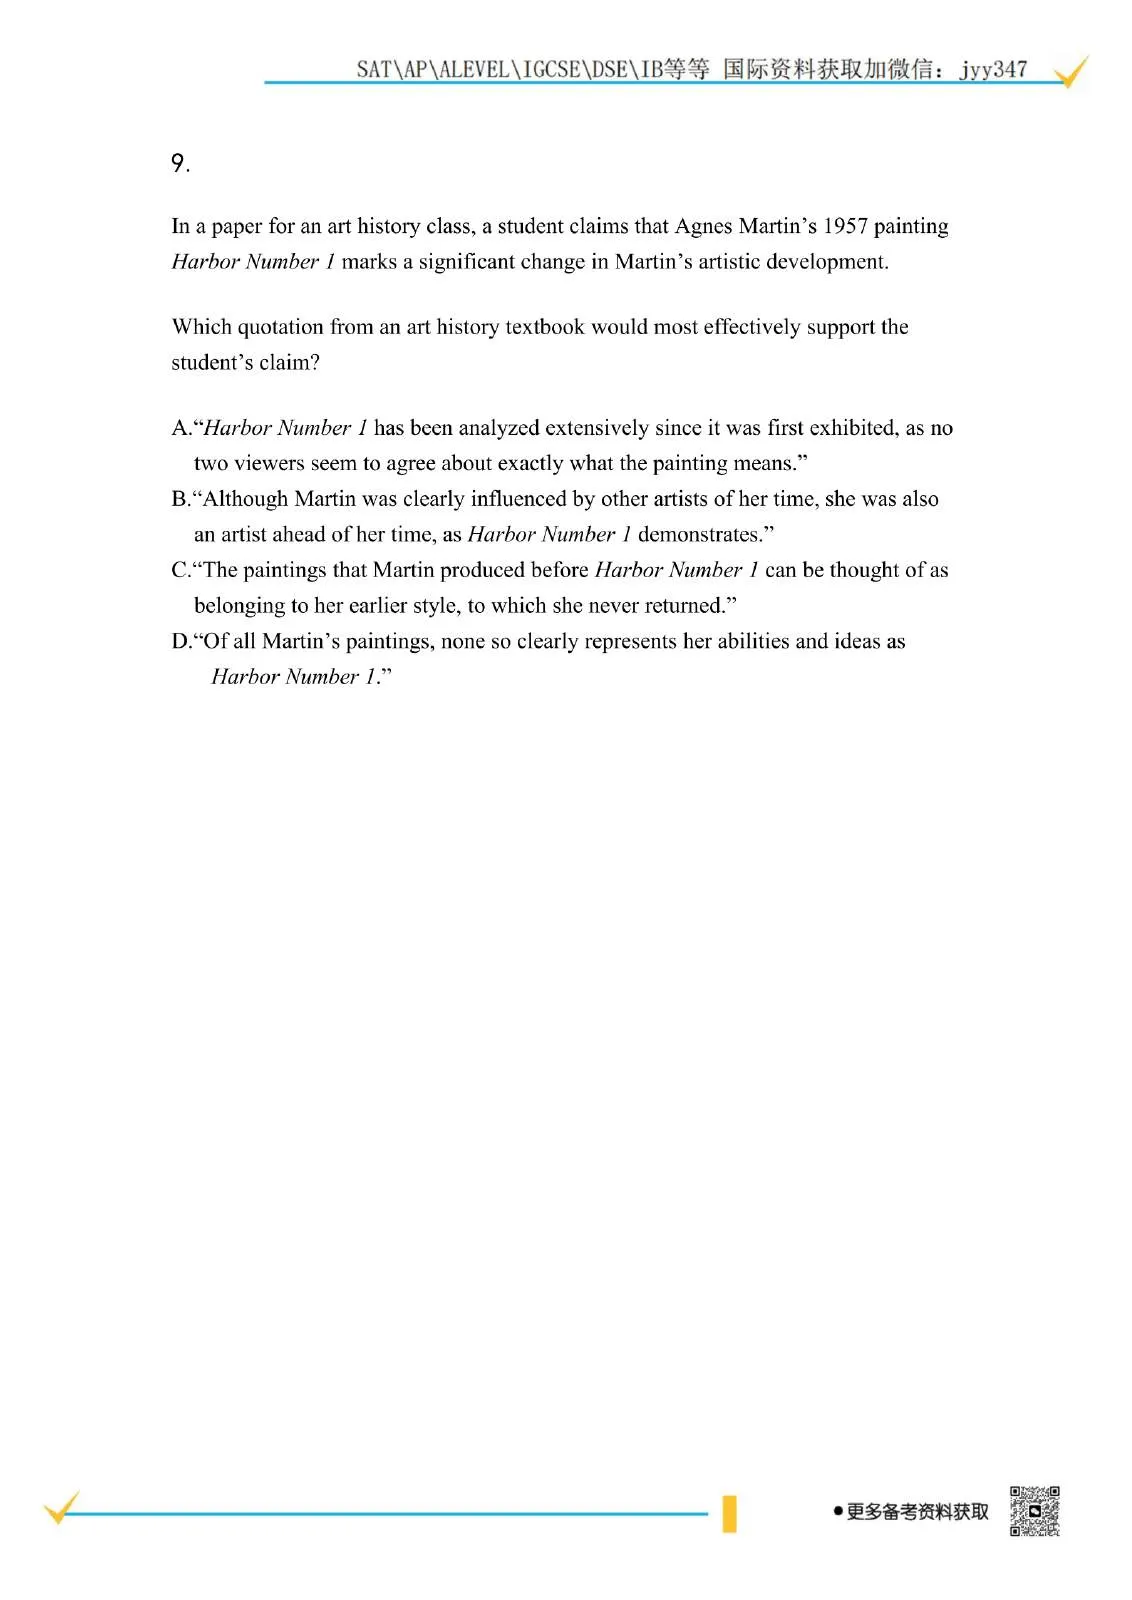 SAT\AP\ALEVEL\IGCSE\DSE\IB等等 国际资料获取加微信：jyy347
9.
In a paper for an art history class, a student claims that Agnes Martin’s 1957 painting
Harbor Number 1 marks a significant change in Martin’s artistic development.
Which quotation from an art history textbook would most effectively support the
student’s claim?
A.“Harbor Number 1 has been analyzed extensively since it was first exhibited, as no
two viewers seem to agree about exactly what the painting means.”
B.“Although Martin was clearly influenced by other artists of her time, she was also
an artist ahead of her time, as Harbor Number 1 demonstrates.”
C.“The paintings that Martin produced before Harbor Number 1 can be thought of as
belonging to her earlier style, to which she never returned.”
D.“Of all Martin’s paintings, none so clearly represents her abilities and ideas as
Harbor Number 1.”
●更多备考资料获取